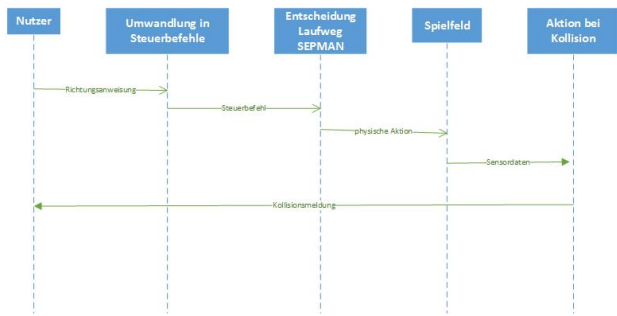 Nutzer
Umwandlung in
Steuerbefehle
Entscheidung
Laufweg
SEPMAN
Spielfeld
Aktion bei
Kollision
Richtungsanweisung
Steuerbefehl
physische Aktion
Sensordaten
Kollisionsmeldung